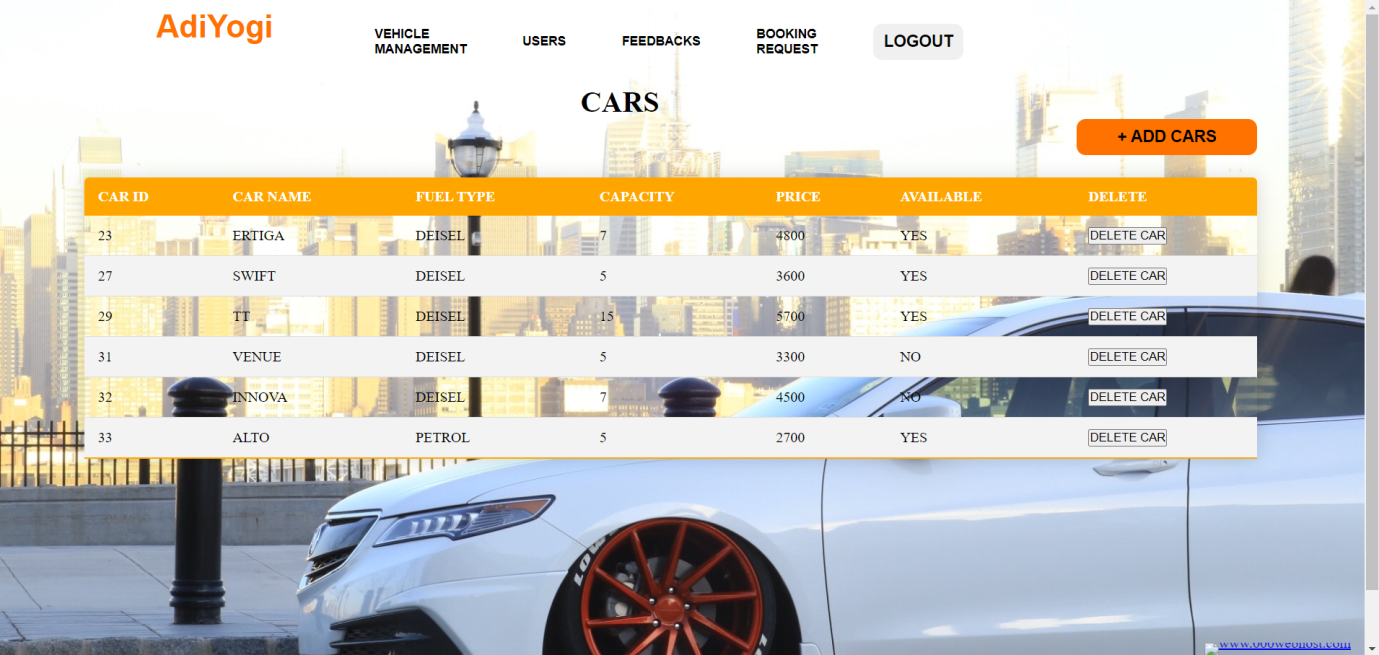 AdiYogi
VEHICLE
MANAGEMENT
USERS
FEEDBACKS
BOOKING
REQUEST
LOGOUT
CARS
+ ADD CARS
CAR ID CAR NAME FUEL TYPE CAPACITY PRICE AVAILABLE DELETE
23 ERTIGA DEISEL 7 4800 YES DELETE CAR
27 SWIFT DEISEL 5 3600 YES DELETE CAR
29 TT DEISEL 15 5700 YES DELETE CAR
31 VENUE DEISEL 5 3300 NO DELETE CAR
32 INNOVA DEISEL 7 4500 NO DELETE CAR
33 ALTO PETROL 5 2700 YES DELETE CAR
www.000webhost.com